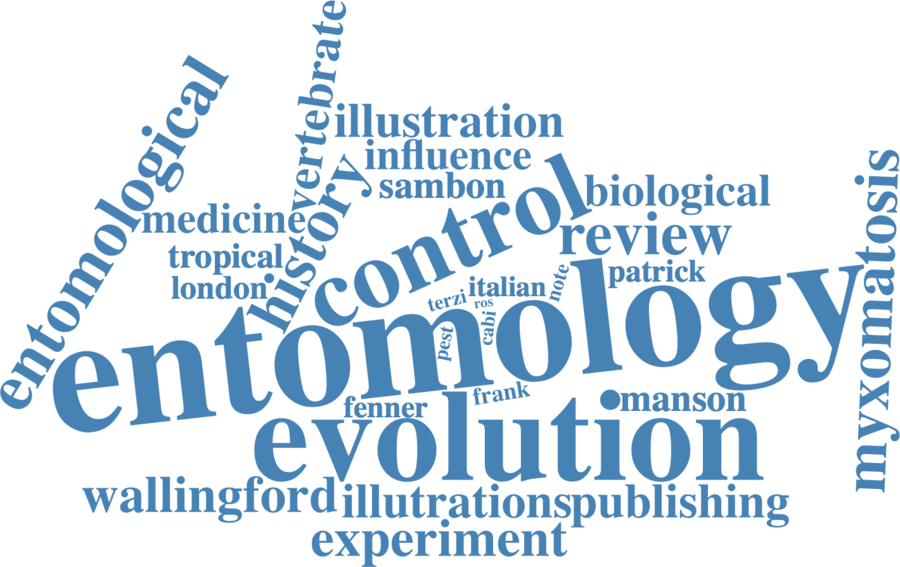 vertebrate
entomological
illustration
influence
sambon
history
control
biological
medicine
review
myxomatosis
tropical
london
patrick
italian
note
terzi
ros
cabi
pest
entomology
frank
fenner
manson
evolution
wallingford
illutrations
publishing
experiment